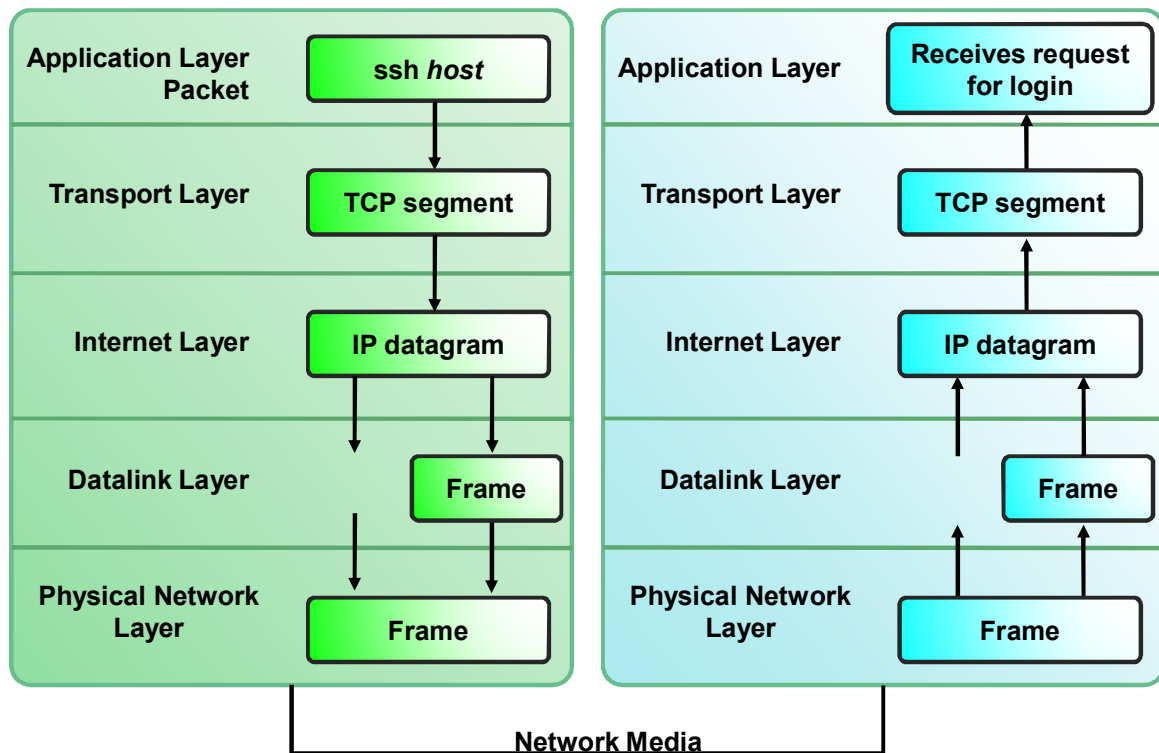 Application Layer
Packet
ssh host
Transport Layer
TCP segment
Internet Layer
IP datagram
Datalink Layer
Frame
Physical Network
Layer
Frame
Application Layer
Receives request
for login
Transport Layer
TCP segment
Internet Layer
IP datagram
Datalink Layer
Frame
Physical Network
Layer
Frame
Network Media